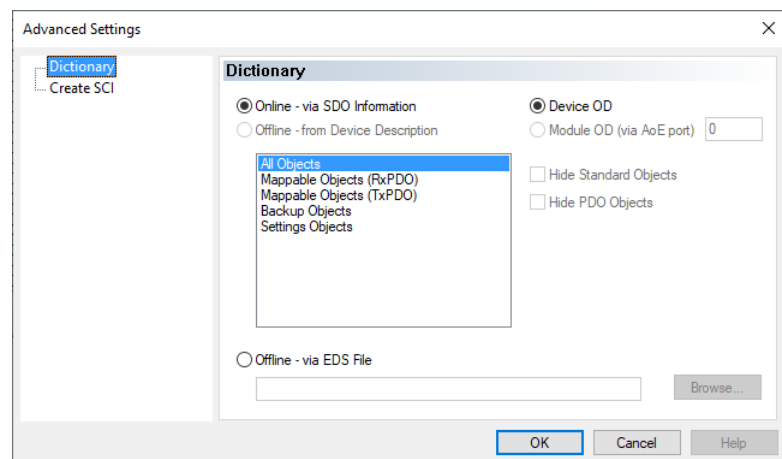 Advanced Settings
Dictionary
Create SCI
Dictionary
Online - via SDO Information
Offline - from Device Description
All Objects
Mappable Objects (RxPDO)
Mappable Objects (TxPDO)
Backup Objects
Settings Objects
Device OD
Module OD (via AoE port) 0
Hide Standard Objects
Hide PDO Objects
Offline - via EDS File
Browse...
OK Cancel Help